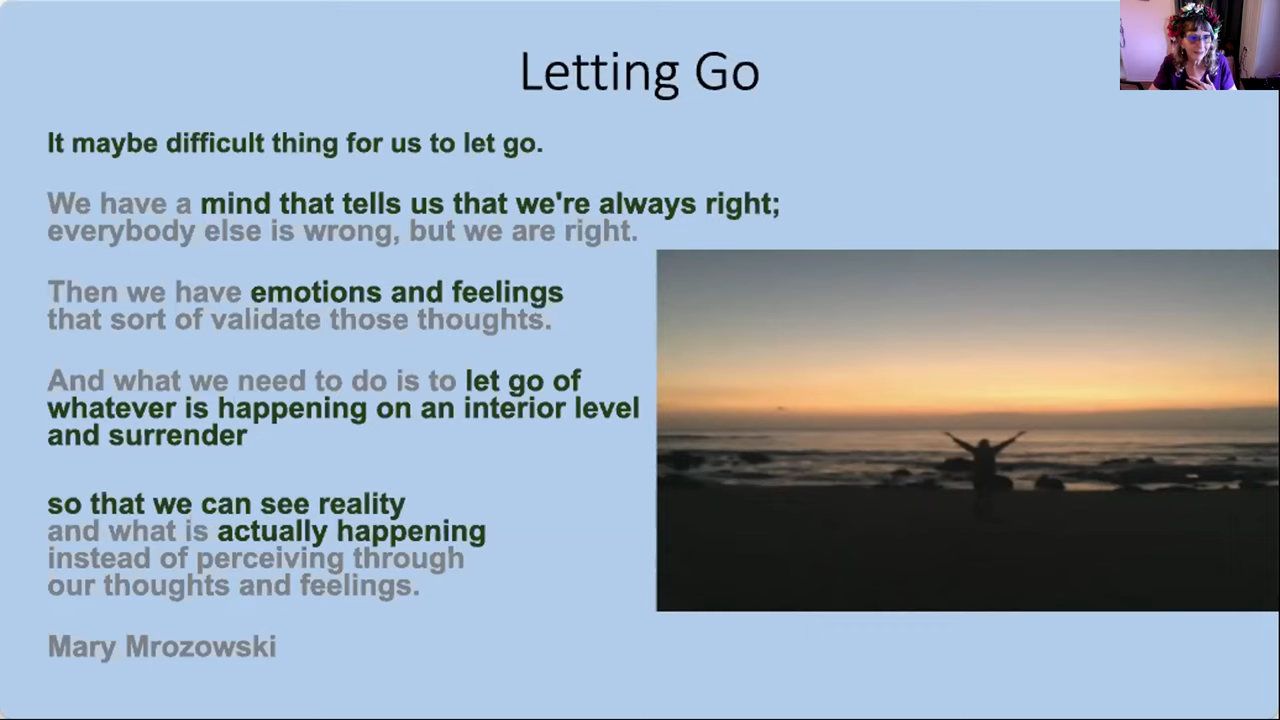 Letting Go
It maybe difficult thing for us to let go.
We have a mind that tells us that we're always right;
everybody else is wrong, but we are right.
Then we have emotions and feelings
that sort of validate those thoughts.
And what we need to do is to let go of
whatever is happening on an interior level
and surrender
so that we can see reality
and what is actually happening
instead of perceiving through
our thoughts and feelings.
Mary Mrozowski